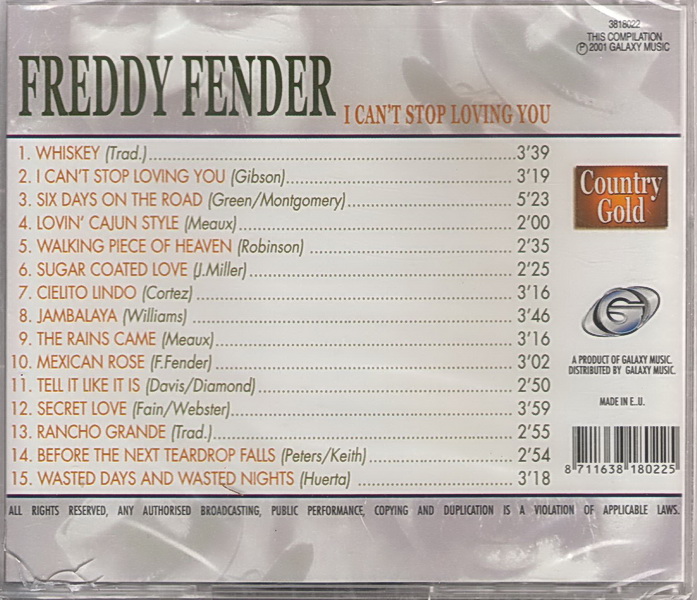 3818022
THIS COMPILATION
℗ 2001 GALAXY MUSIC
FREDDY FENDER
I CAN'T STOP LOVING YOU
1. WHISKEY (Trad.)...3'39
2. I CAN'T STOP LOVING YOU (Gibson)...3'19
3. SIX DAYS ON THE ROAD (Green/Montgomery)...5'23
4. LOVIN' CAJUN STYLE (Meaux)...2'00
5. WALKING PIECE OF HEAVEN (Robinson)...2'35
6. SUGAR COATED LOVE (J.Miller)...2'25
7. CIELITO LINDO (Cortez)...3'16
8. JAMBALAYA (Williams)...3'46
9. THE RAINS CAME (Meaux)...3'16
10. MEXICAN ROSE (F.Fender)...3'02
11. TELL IT LIKE IT IS (Davis/Diamond)...2'50
12. SECRET LOVE (Fain/Webster)...3'59
13. RANCHO GRANDE (Trad.)...2'55
14. BEFORE THE NEXT TEARDROP FALLS (Peters/Keith)...2'54
15. WASTED DAYS AND WASTED NIGHTS (Huerta)...3'18
Country
Gold
G
A PRODUCT OF GALAXY MUSIC.
DISTRIBUTED BY GALAXY MUSIC.
MADE IN E.U.
8 711638 180225
ALL RIGHTS RESERVED, ANY AUTHORISED BROADCASTING, PUBLIC PERFORMANCE, COPYING AND DUPLICATION IS A VIOLATION OF APPLICABLE LAWS.